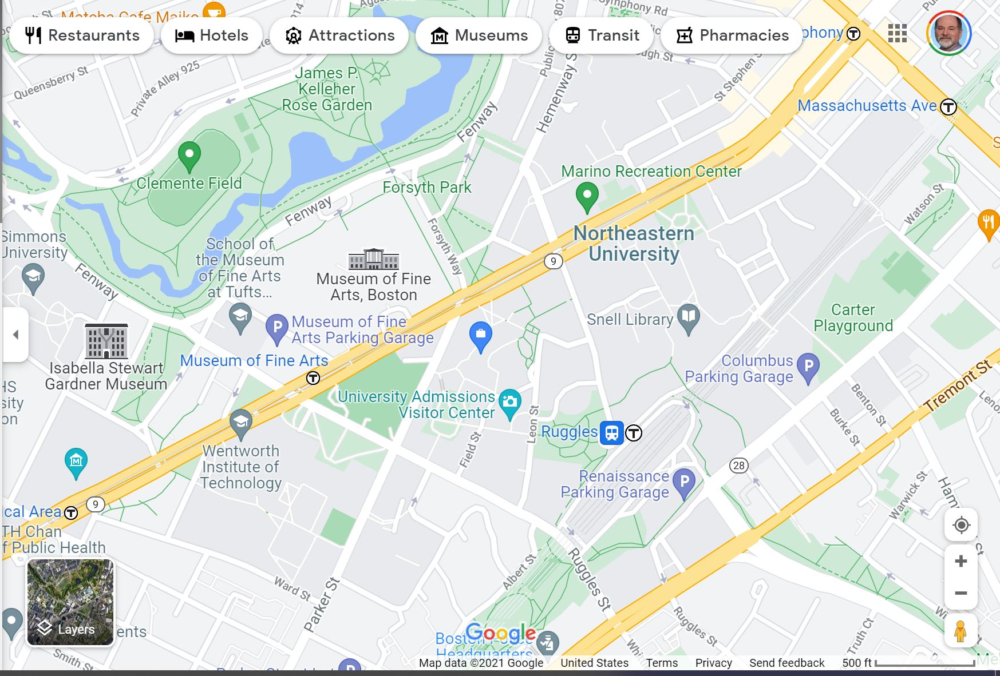 Matcha Cafe Maiko
Symphony Rd
Restaurants
Hotels
Attractions
Museums
Transit
Pharmacies
phony
Public
ough St
Hemenway S
St Stephen S
Queensberry St
Private Alley 925
James P.
Kelleher
Rose Garden
Fenway
Massachusetts Ave
Marino Recreation Center
Clemente Field
Forsyth Park
Fenway
Watson St
Simmons
University
School of
the Museum
of Fine Arts
at Tufts...
Forsyth Way
Northeastern
University
9
Fenway
Museum of Fine
Arts, Boston
Museum of Fine
Arts Parking Garage
Snell Library
Carter
Playground
Isabella Stewart
Gardner Museum
Museum of Fine Arts
Columbus
Parking Garage
Tremont St
HS
sity
on
University Admissions
Visitor Center
Leon St
Ruggles
Benton St
Burke St
Lenox
Field St
Wentworth
Institute of
Technology
28
Renaissance
Parking Garage
Warwick St
ical Area
9
TH Chan
f Public Health
Albert St
Ruggles St
Ward St
Parker St
Layers
ents
Ruggles St
Truth Ct
Smith St
Google
Headquarters
Map data ©2021 Google
United States
Terms
Privacy
Send feedback
500 ft